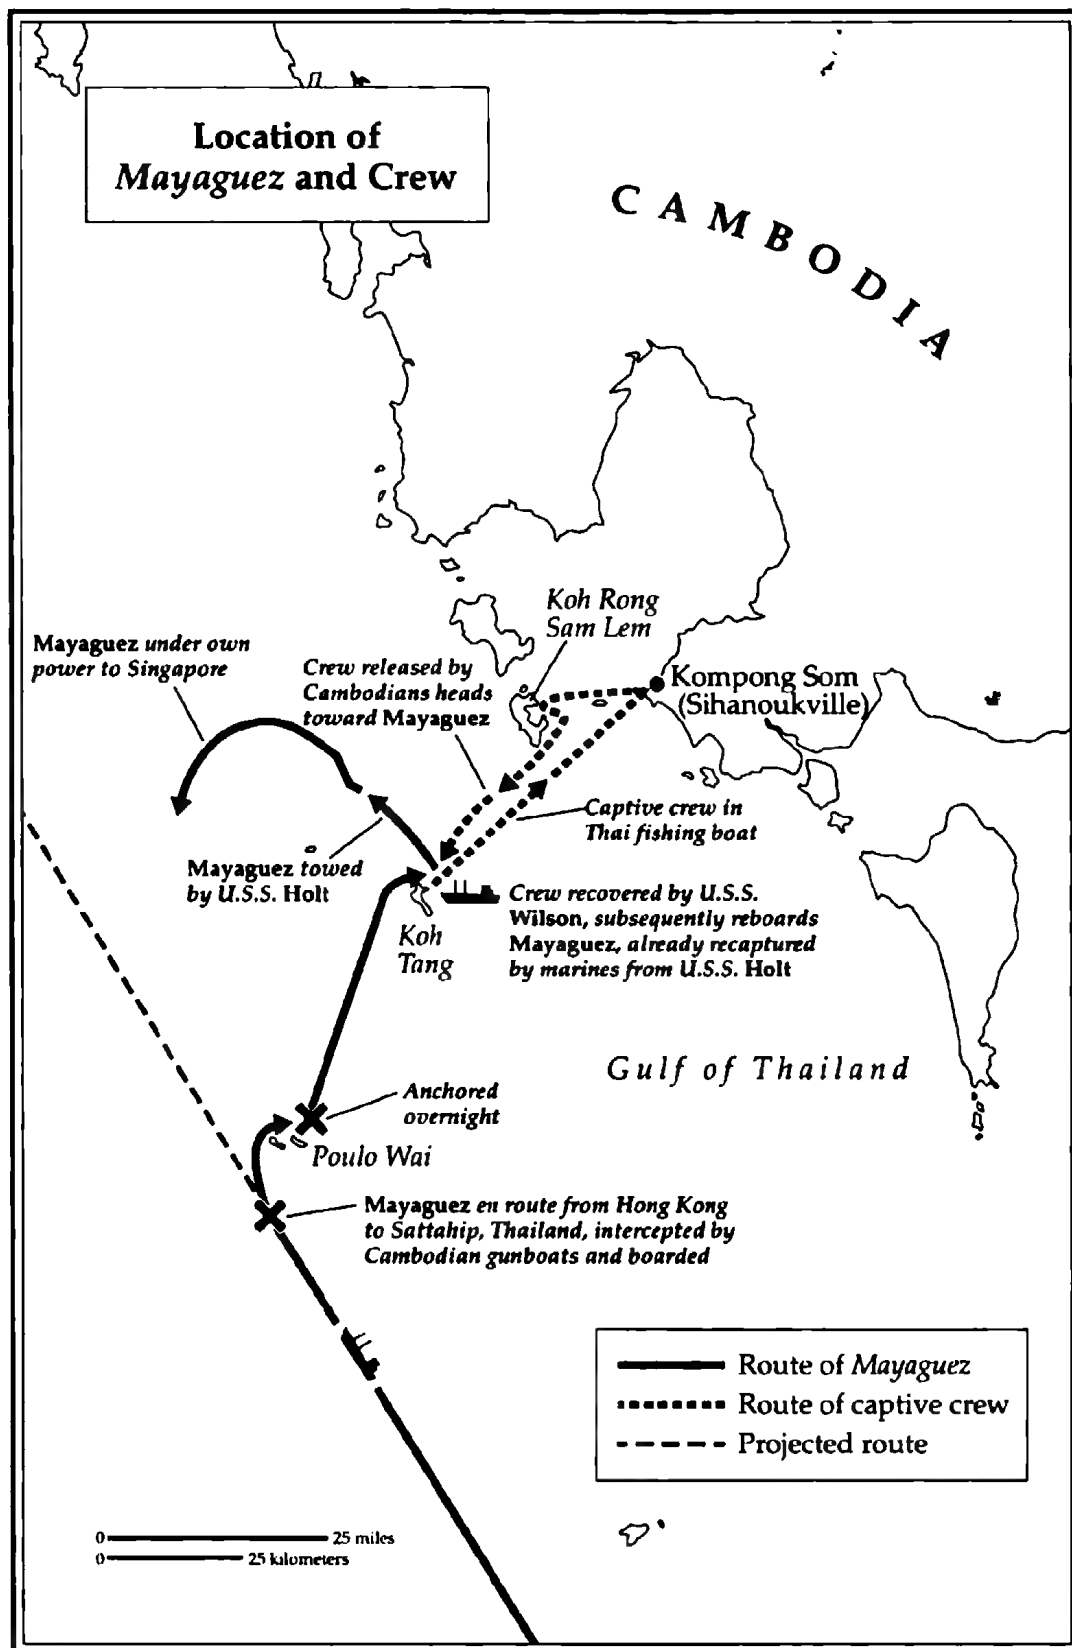 Location of
Mayaguez and Crew
CAMBODIA
Koh Rong
Sam Lem
Mayaguez under own
power to Singapore
Crew released by
Cambodians heads
toward Mayaguez
Kompong Som
(Sihanoukville)
Captive crew in
Thai fishing boat
Mayaguez towed
by U.S.S. Holt
Crew recovered by U.S.S.
Wilson, subsequently reboards
Mayaguez, already recaptured
by marines from U.S.S. Holt
Koh
Tang
Gulf of Thailand
Anchored
overnight
Poulo Wai
Mayaguez en route from Hong Kong
to Sattahip, Thailand, intercepted by
Cambodian gunboats and boarded
Route of Mayaguez
Route of captive crew
Projected route
0 25 miles
0 25 kilometers